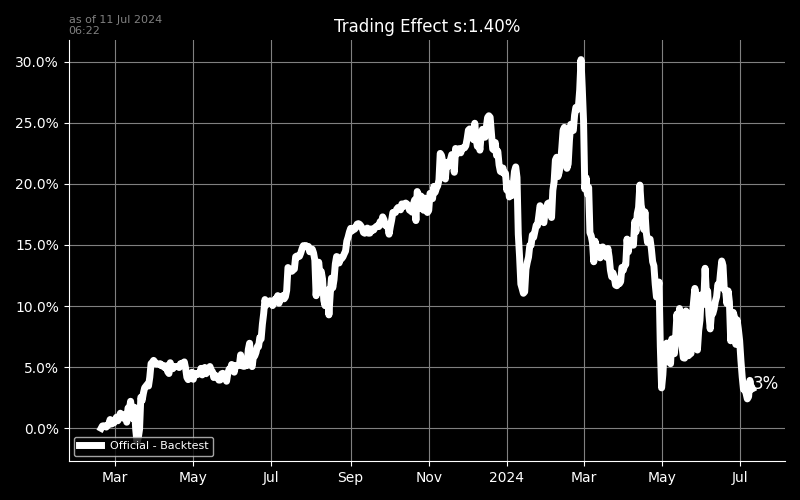 as of 11 Jul 2024
06:22
Trading Effect s:1.40%
30.0%
25.0%
20.0%
15.0%
10.0%
5.0%
0.0%
3%
Official - Backtest
Mar May Jul Sep Nov 2024 Mar May Jul